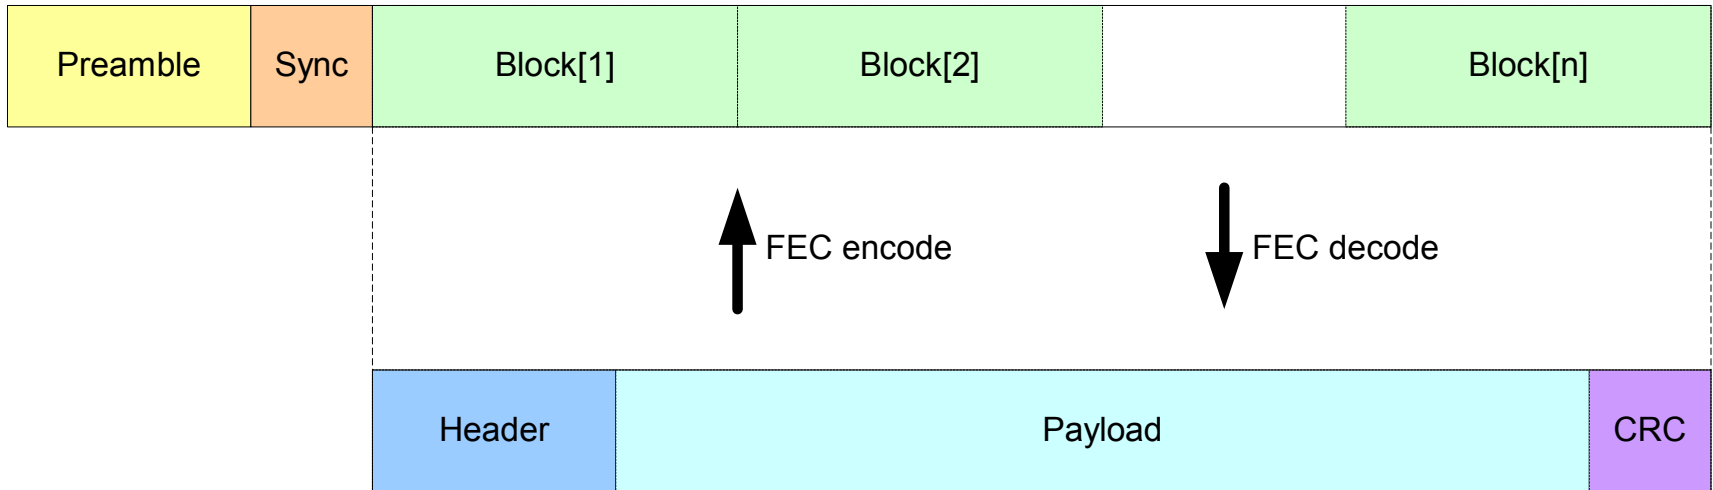 Preamble Sync Block[1] Block[2] Block[n]
FEC encode FEC decode
Header Payload CRC